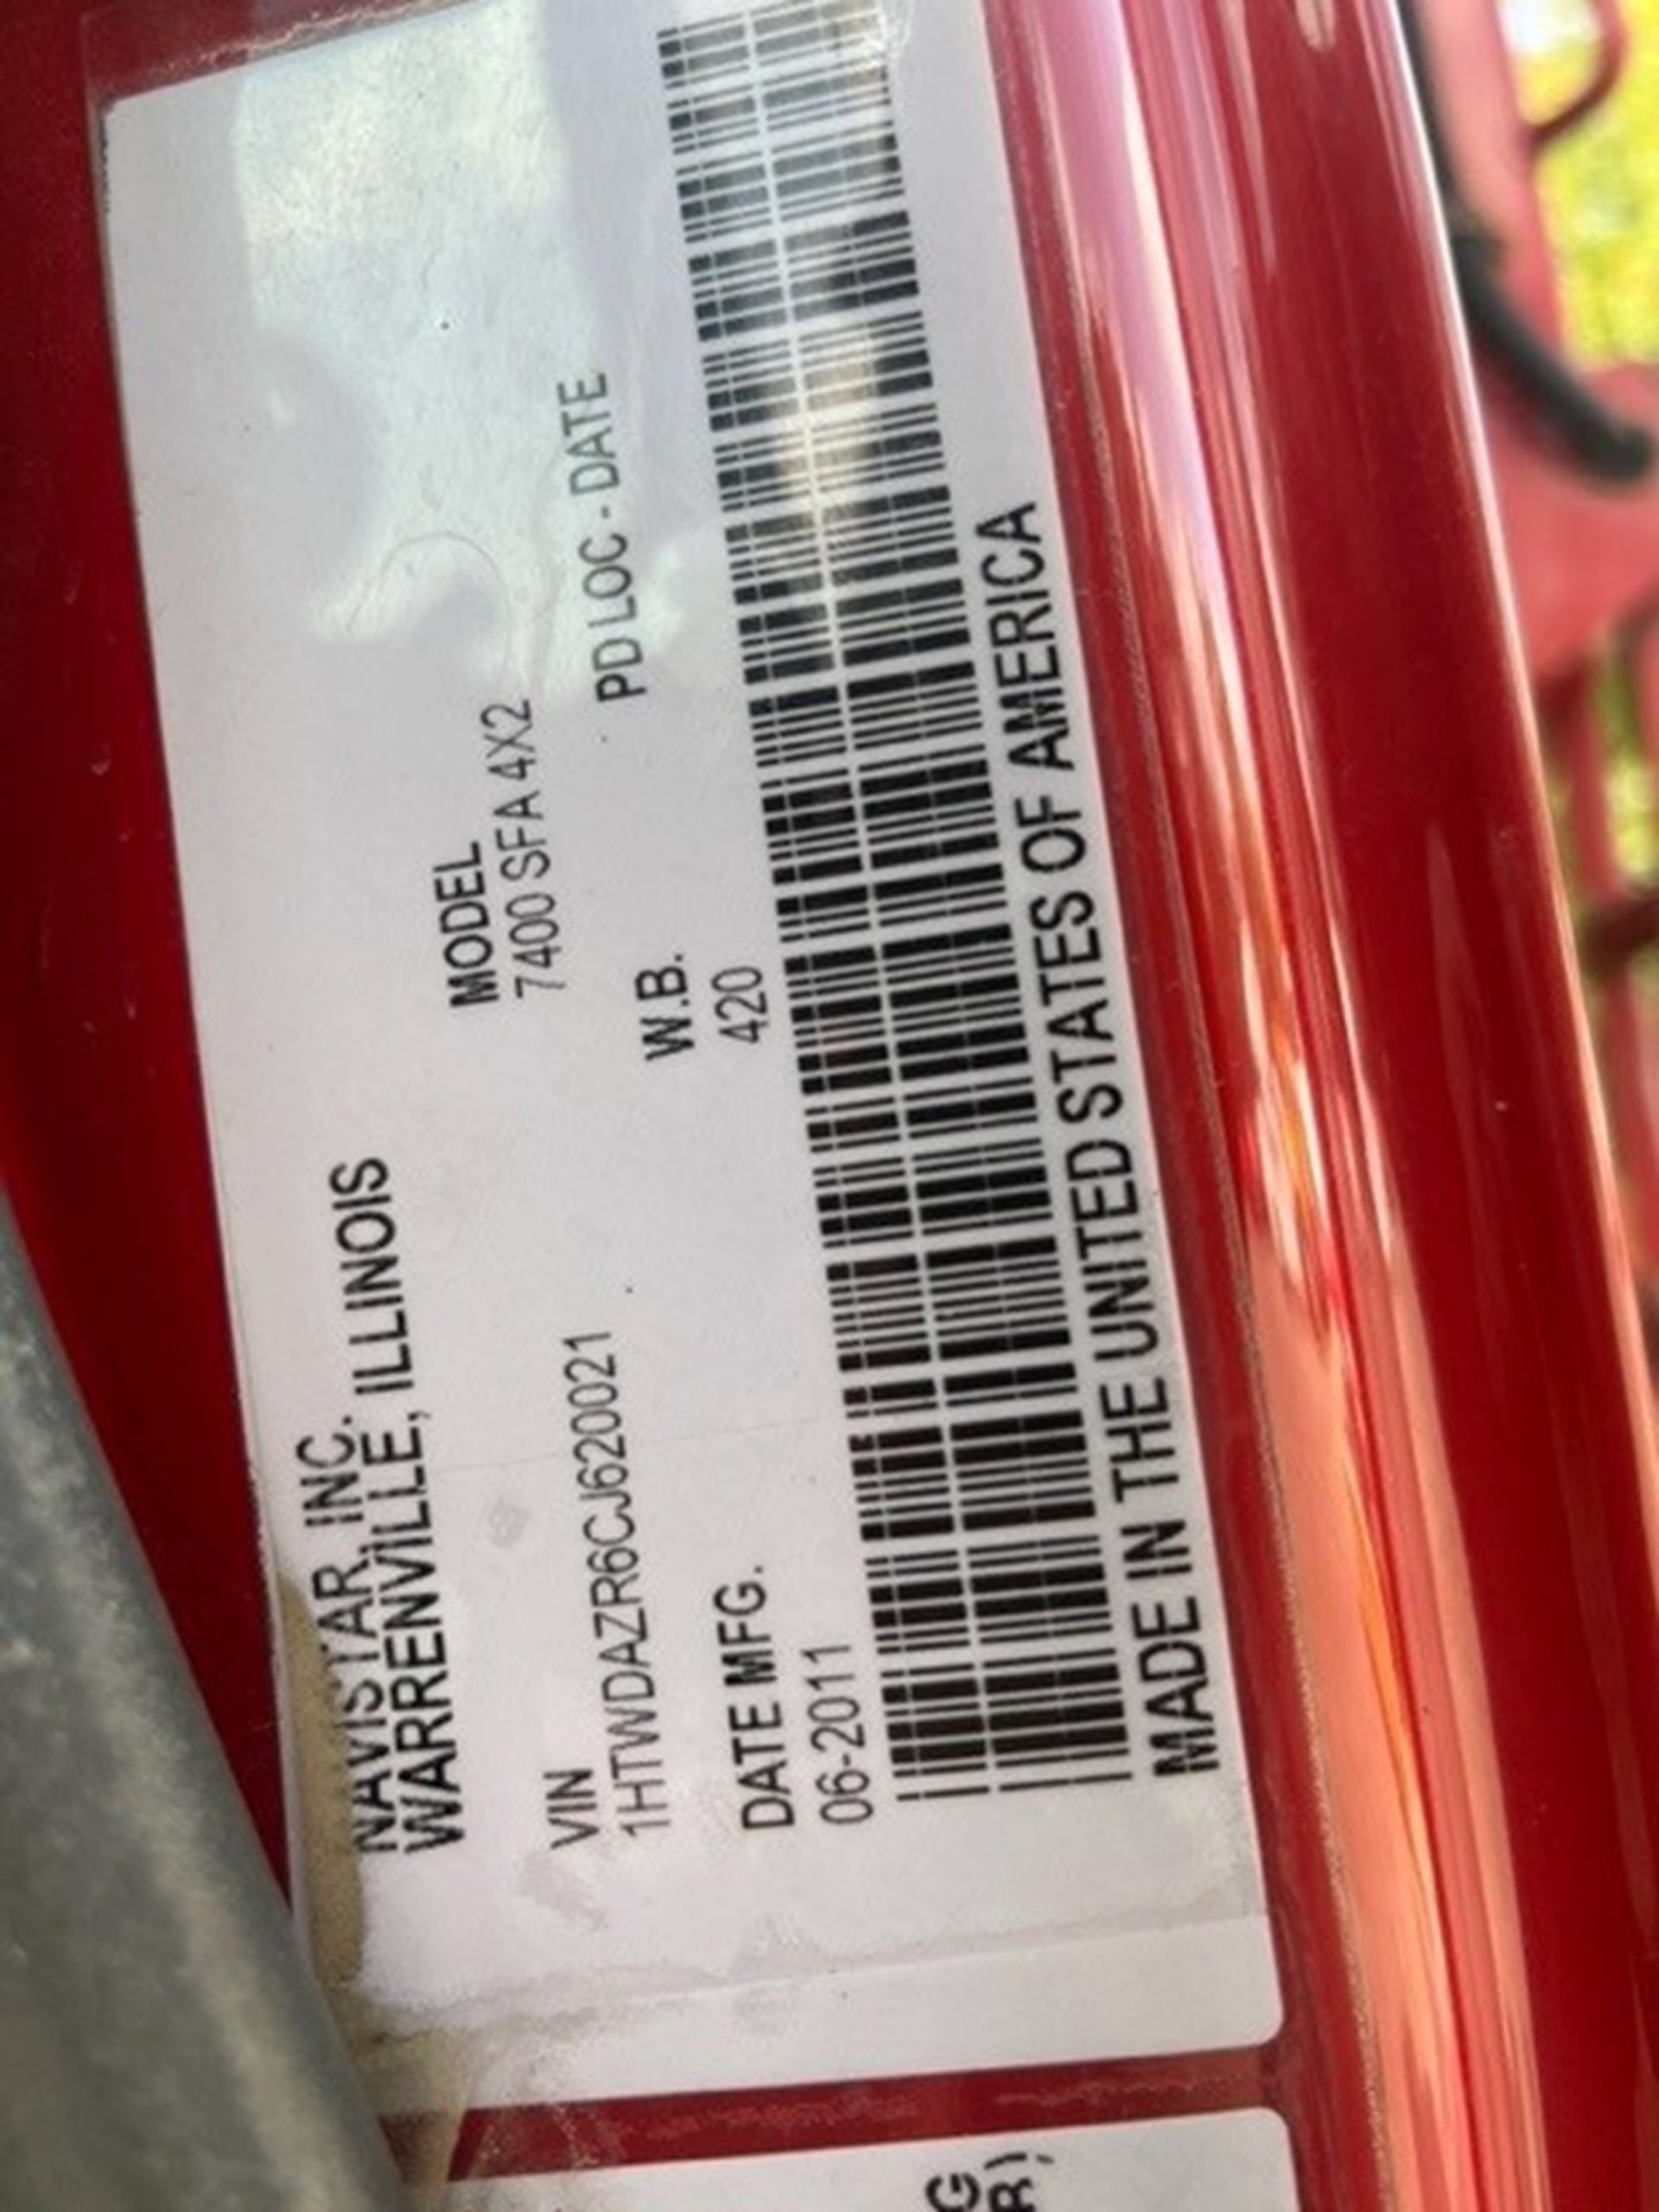 NAVISTAR, INC.
WARRENVILLE, ILLINOIS
MODEL
7400 SFA 4X2
VIN
1HTWDAZR6CJ620021
PD LOC - DATE
W.B.
420
DATE MFG.
06-2011
MADE IN THE UNITED STATES OF AMERICA
G
R)